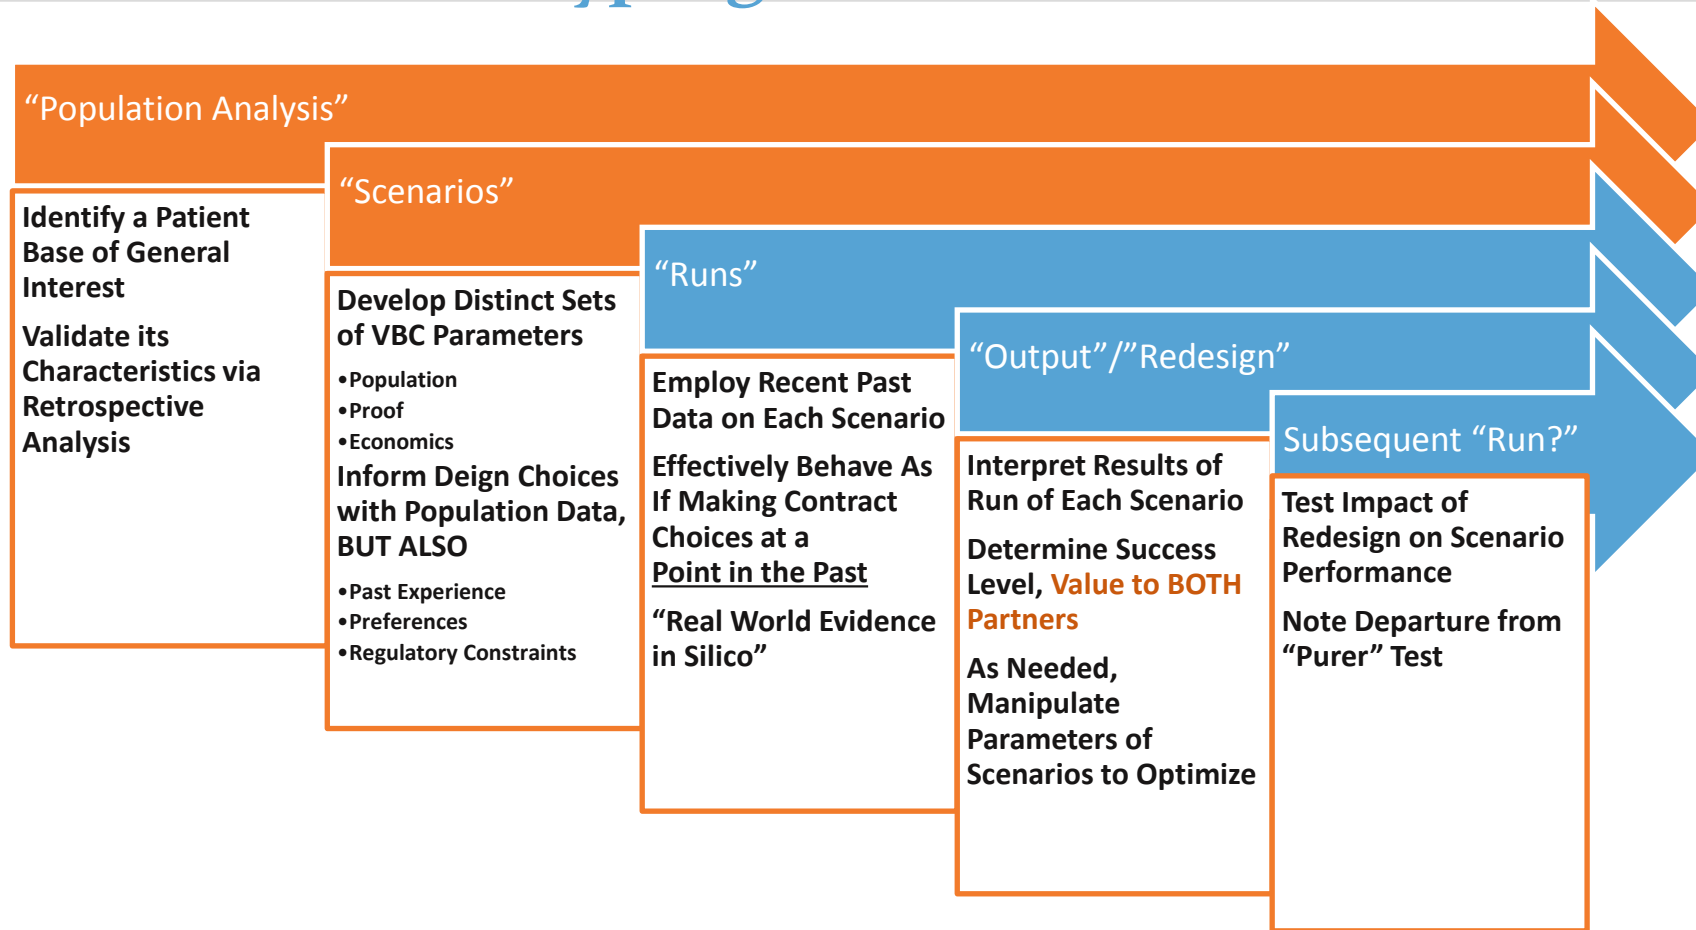 “Population Analysis”
Identify a Patient
Base of General
Interest
Validate its
Characteristics via
Retrospective
Analysis
“Scenarios”
Develop Distinct Sets
of VBC Parameters
•Population
•Proof
•Economics
Inform Deign Choices
with Population Data,
BUT ALSO
•Past Experience
•Preferences
•Regulatory Constraints
“Runs”
Employ Recent Past
Data on Each Scenario
Effectively Behave As
If Making Contract
Choices at a
Point in the Past
“Real World Evidence
in Silico”
“Output”/”Redesign”
Interpret Results of
Run of Each Scenario
Determine Success
Level, Value to BOTH
Partners
As Needed,
Manipulate
Parameters of
Scenarios to Optimize
Subsequent “Run?”
Test Impact of
Redesign on Scenario
Performance
Note Departure from
“Purer” Test